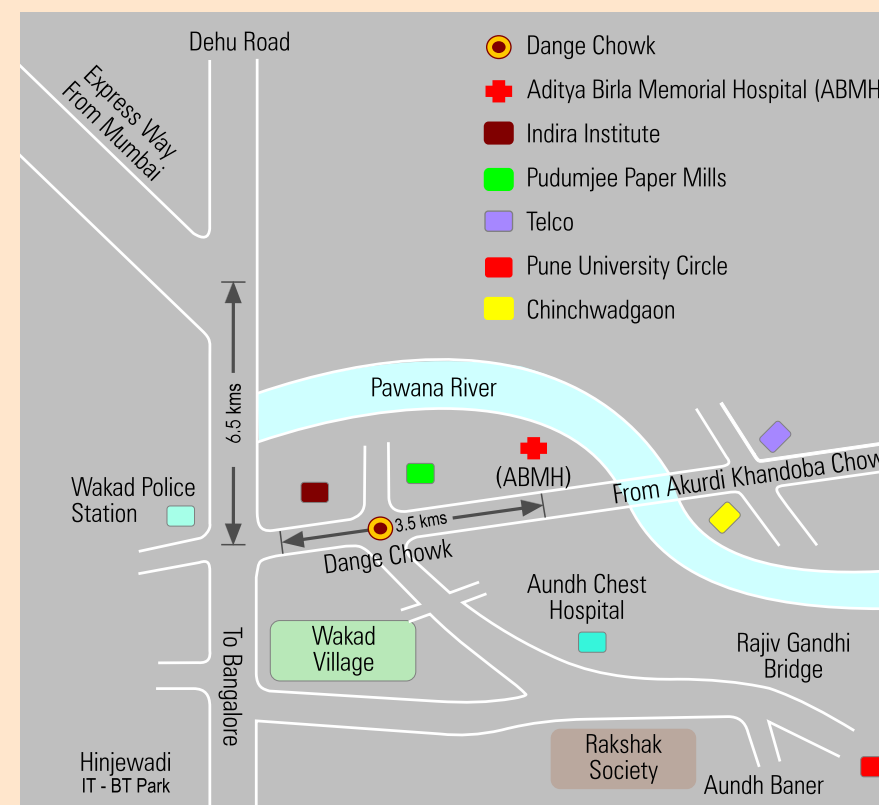 Dehu Road
Express Way
From Mumbai
Dange Chowk
Aditya Birla Memorial Hospital (ABMH
Indira Institute
Pudumjee Paper Mills
Telco
Pune University Circle
Chinchwadgaon
6.5 kms
Pawana River
(ABMH)
From Akurdi Khandoba Chow
Wakad Police
Station
3.5 kms
Dange Chowk
Aundh Chest
Hospital
Wakad
Village
To Bangalore
Rajiv Gandhi
Bridge
Rakshak
Society
Hinjewadi
IT - BT Park
Aundh Baner